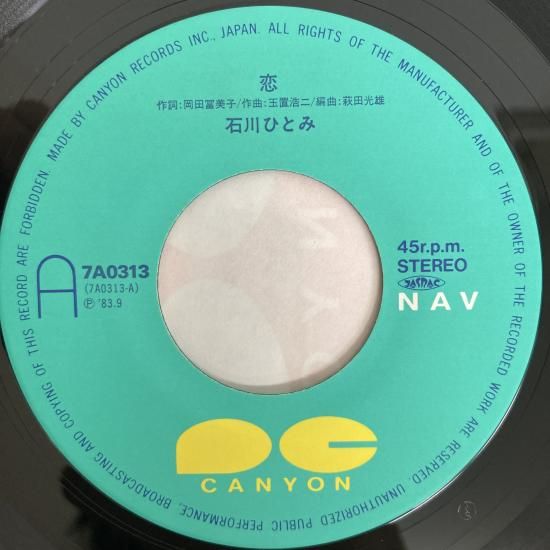 MADE BY CANYON RECORDS INC., JAPAN. ALL RIGHTS OF THE MANUFACTURER AND OF THE OWNER OF THE RECORDED WORK ARE RESERVED. UNAUTHORIZED PUBLIC PERFORMANCE, BROADCASTING AND COPYING OF THIS RECORD ARE FORBIDDEN.
恋
作詞:岡田冨美子/作曲:玉置浩二/編曲:萩田光雄
石川ひとみ
A
7A0313
(7A0313-A)
Ⓟ '83.9
45r.p.m.
STEREO
JASRAC
NAV
CANYON